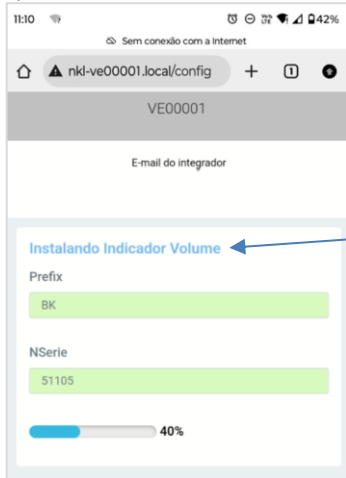 11:10 42%
Sem conexão com a Internet
nkl-ve00001.local/config 1
VE00001
E-mail do integrador
Instalando Indicador Volume
Prefix
BK
NSerie
51105
40%